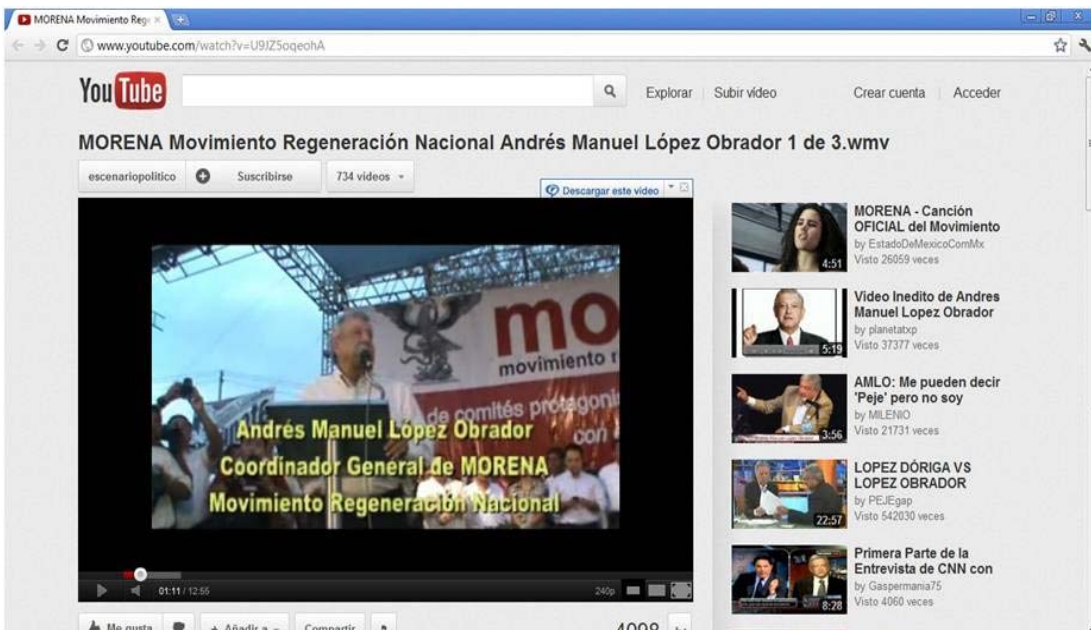 MORENA Movimiento Reg
www.youtube.com/watch?v=U9JZ5oqeohA
YouTube
Explorar
Subir vídeo
Crear cuenta
Acceder
MORENA Movimiento Regeneración Nacional Andrés Manuel López Obrador 1 de 3.wmv
escenariopolitico
Suscribirse
734 videos
Descargar este vídeo
mo
movimiento r
de comités protagoni
con
Andrés Manuel López Obrador
Coordinador General de MORENA
Movimiento Regeneración Nacional
01:11 / 12:55
240p
Me gusta
+ Añadir a
Compartir
4098
4:51
MORENA - Canción
OFICIAL del Movimiento
by EstadoDeMexicoComMx
Visto 26059 veces
5:19
Video Inedito de Andres
Manuel Lopez Obrador
by planetatxp
Visto 37377 veces
3:56
AMLO: Me pueden decir
'Peje' pero no soy
by MILENIO
Visto 21731 veces
22:57
LOPEZ DÓRIGA VS
LOPEZ OBRADOR
by PEJEgap
Visto 542030 veces
8:28
Primera Parte de la
Entrevista de CNN con
by Gaspermania75
Visto 4060 veces